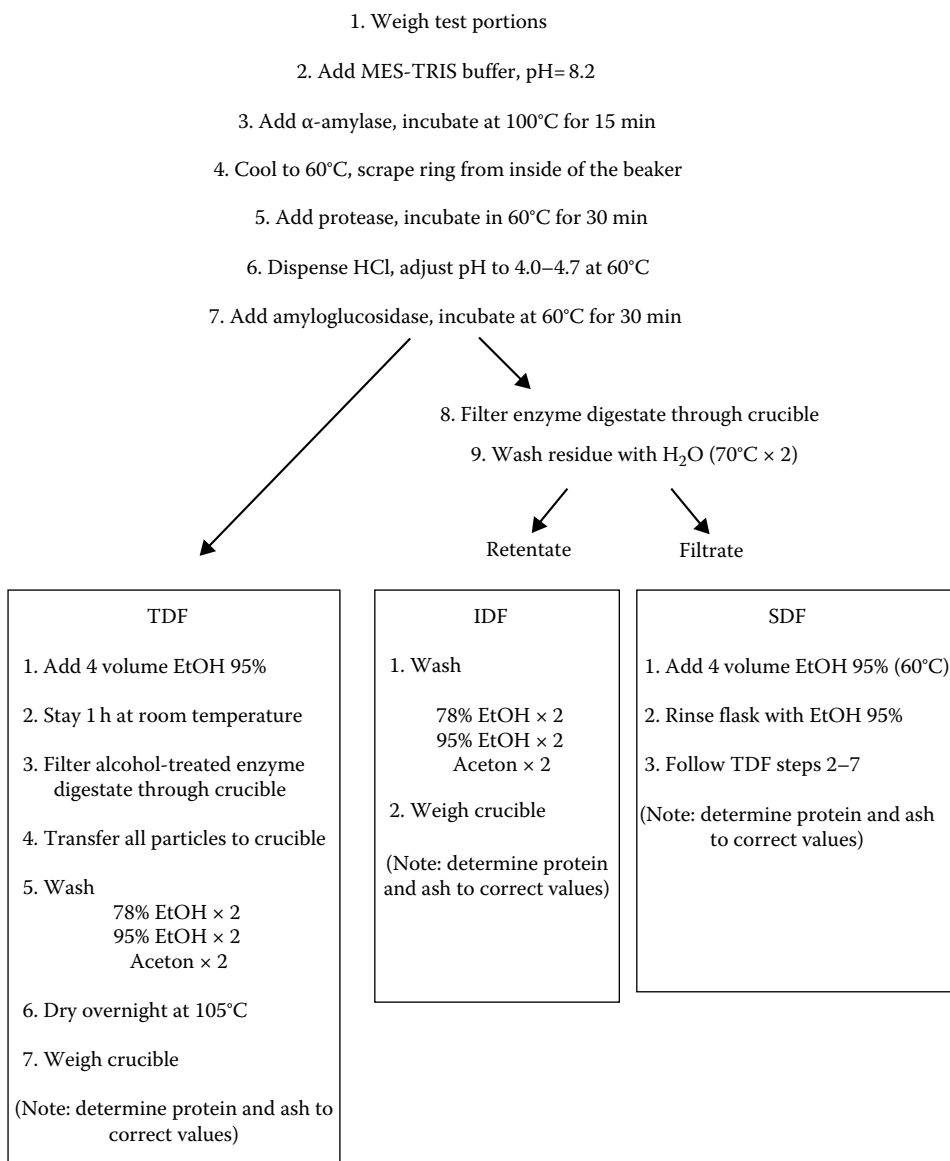 1. Weigh test portions
2. Add MES-TRIS buffer, pH= 8.2
3. Add α-amylase, incubate at 100°C for 15 min
4. Cool to 60°C, scrape ring from inside of the beaker
5. Add protease, incubate in 60°C for 30 min
6. Dispense HCl, adjust pH to 4.0–4.7 at 60°C
7. Add amyloglucosidase, incubate at 60°C for 30 min
8. Filter enzyme digestate through crucible
9. Wash residue with H₂O (70°C × 2)
Retentate
Filtrate
TDF
1. Add 4 volume EtOH 95%
2. Stay 1 h at room temperature
3. Filter alcohol-treated enzyme
digestate through crucible
4. Transfer all particles to crucible
5. Wash
78% EtOH × 2
95% EtOH × 2
Aceton × 2
6. Dry overnight at 105°C
7. Weigh crucible
(Note: determine protein and ash to
correct values)
IDF
1. Wash
78% EtOH × 2
95% EtOH × 2
Aceton × 2
2. Weigh crucible
(Note: determine protein
and ash to correct values)
SDF
1. Add 4 volume EtOH 95% (60°C)
2. Rinse flask with EtOH 95%
3. Follow TDF steps 2–7
(Note: determine protein and ash
to correct values)